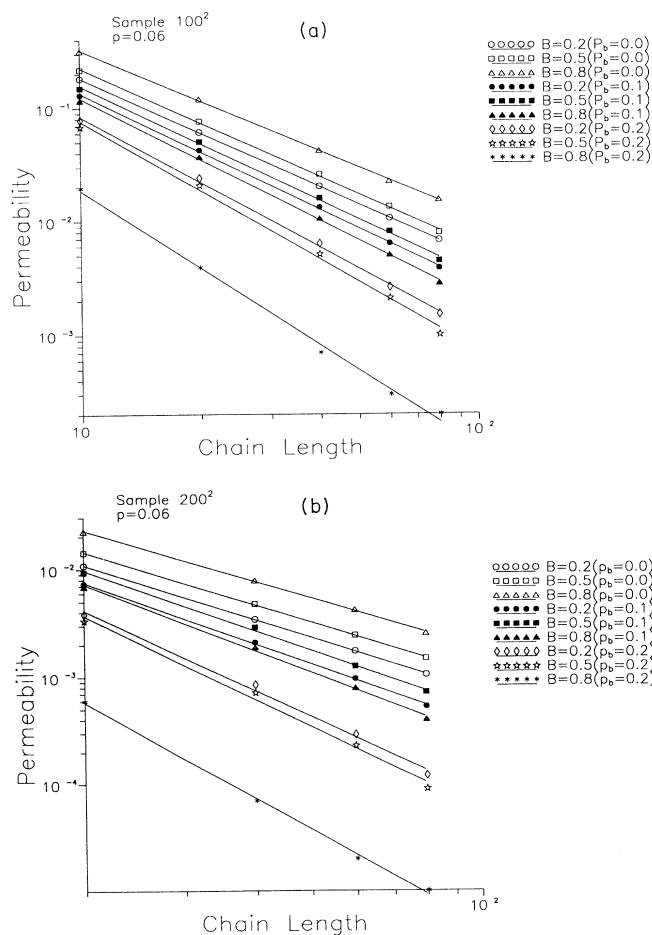 Sample 100²
p=0.06
(a)
B=0.2(P_b=0.0)
B=0.5(P_b=0.0)
B=0.8(P_b=0.0)
B=0.2(P_b=0.1)
B=0.5(P_b=0.1)
B=0.8(P_b=0.1)
B=0.2(P_b=0.2)
B=0.5(P_b=0.2)
B=0.8(P_b=0.2)
10⁻¹
10⁻²
10⁻³
Permeability
10
10²
Chain Length
Sample 200²
p=0.06
(b)
B=0.2(p_b=0.0)
B=0.5(p_b=0.0)
B=0.8(p_b=0.0)
B=0.2(p_b=0.1)
B=0.5(p_b=0.1)
B=0.8(p_b=0.1)
B=0.2(p_b=0.2)
B=0.5(p_b=0.2)
B=0.8(p_b=0.2)
10⁻²
10⁻³
10⁻⁴
Permeability
10²
Chain Length